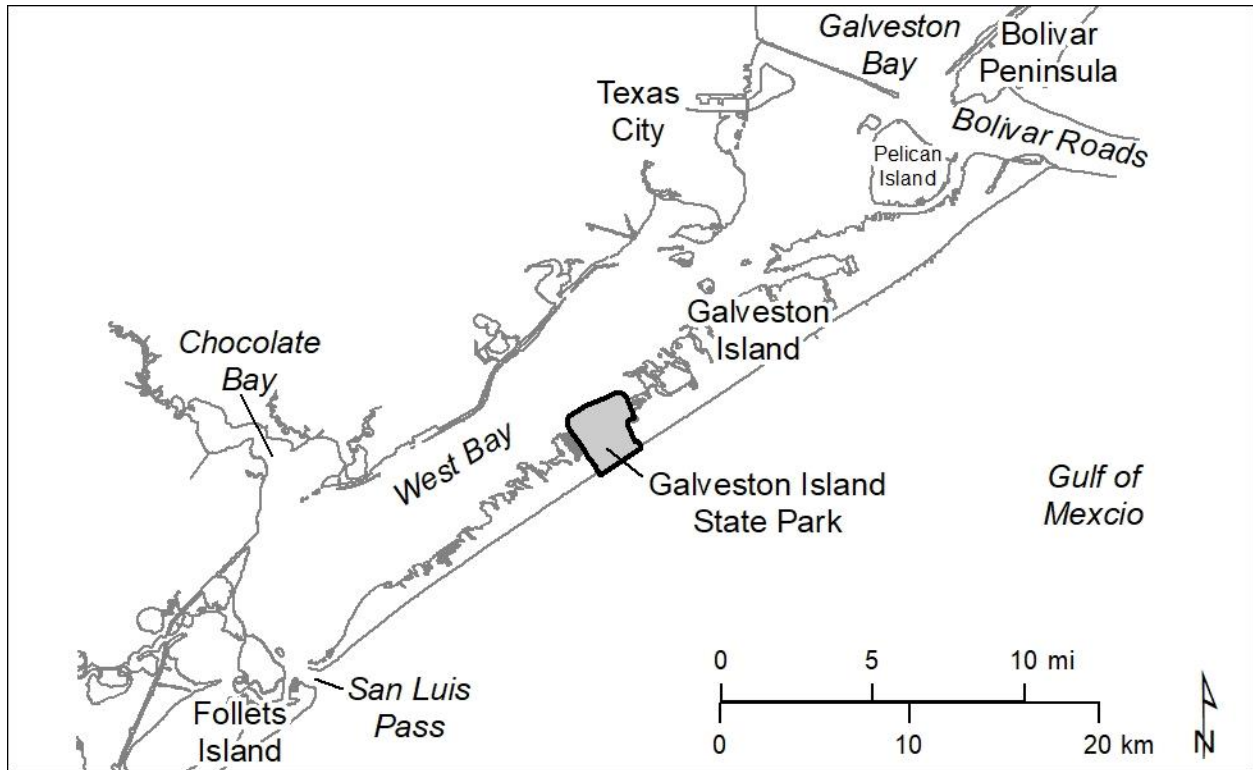 Galveston
Bay
Bolivar
Peninsula
Texas
City
Bolivar Roads
Pelican
Island
Galveston
Island
Chocolate
Bay
West Bay
Galveston Island
State Park
Gulf of
Mexcio
San Luis
Pass
Follets
Island
0 5 10 mi
0 10 20 km
N